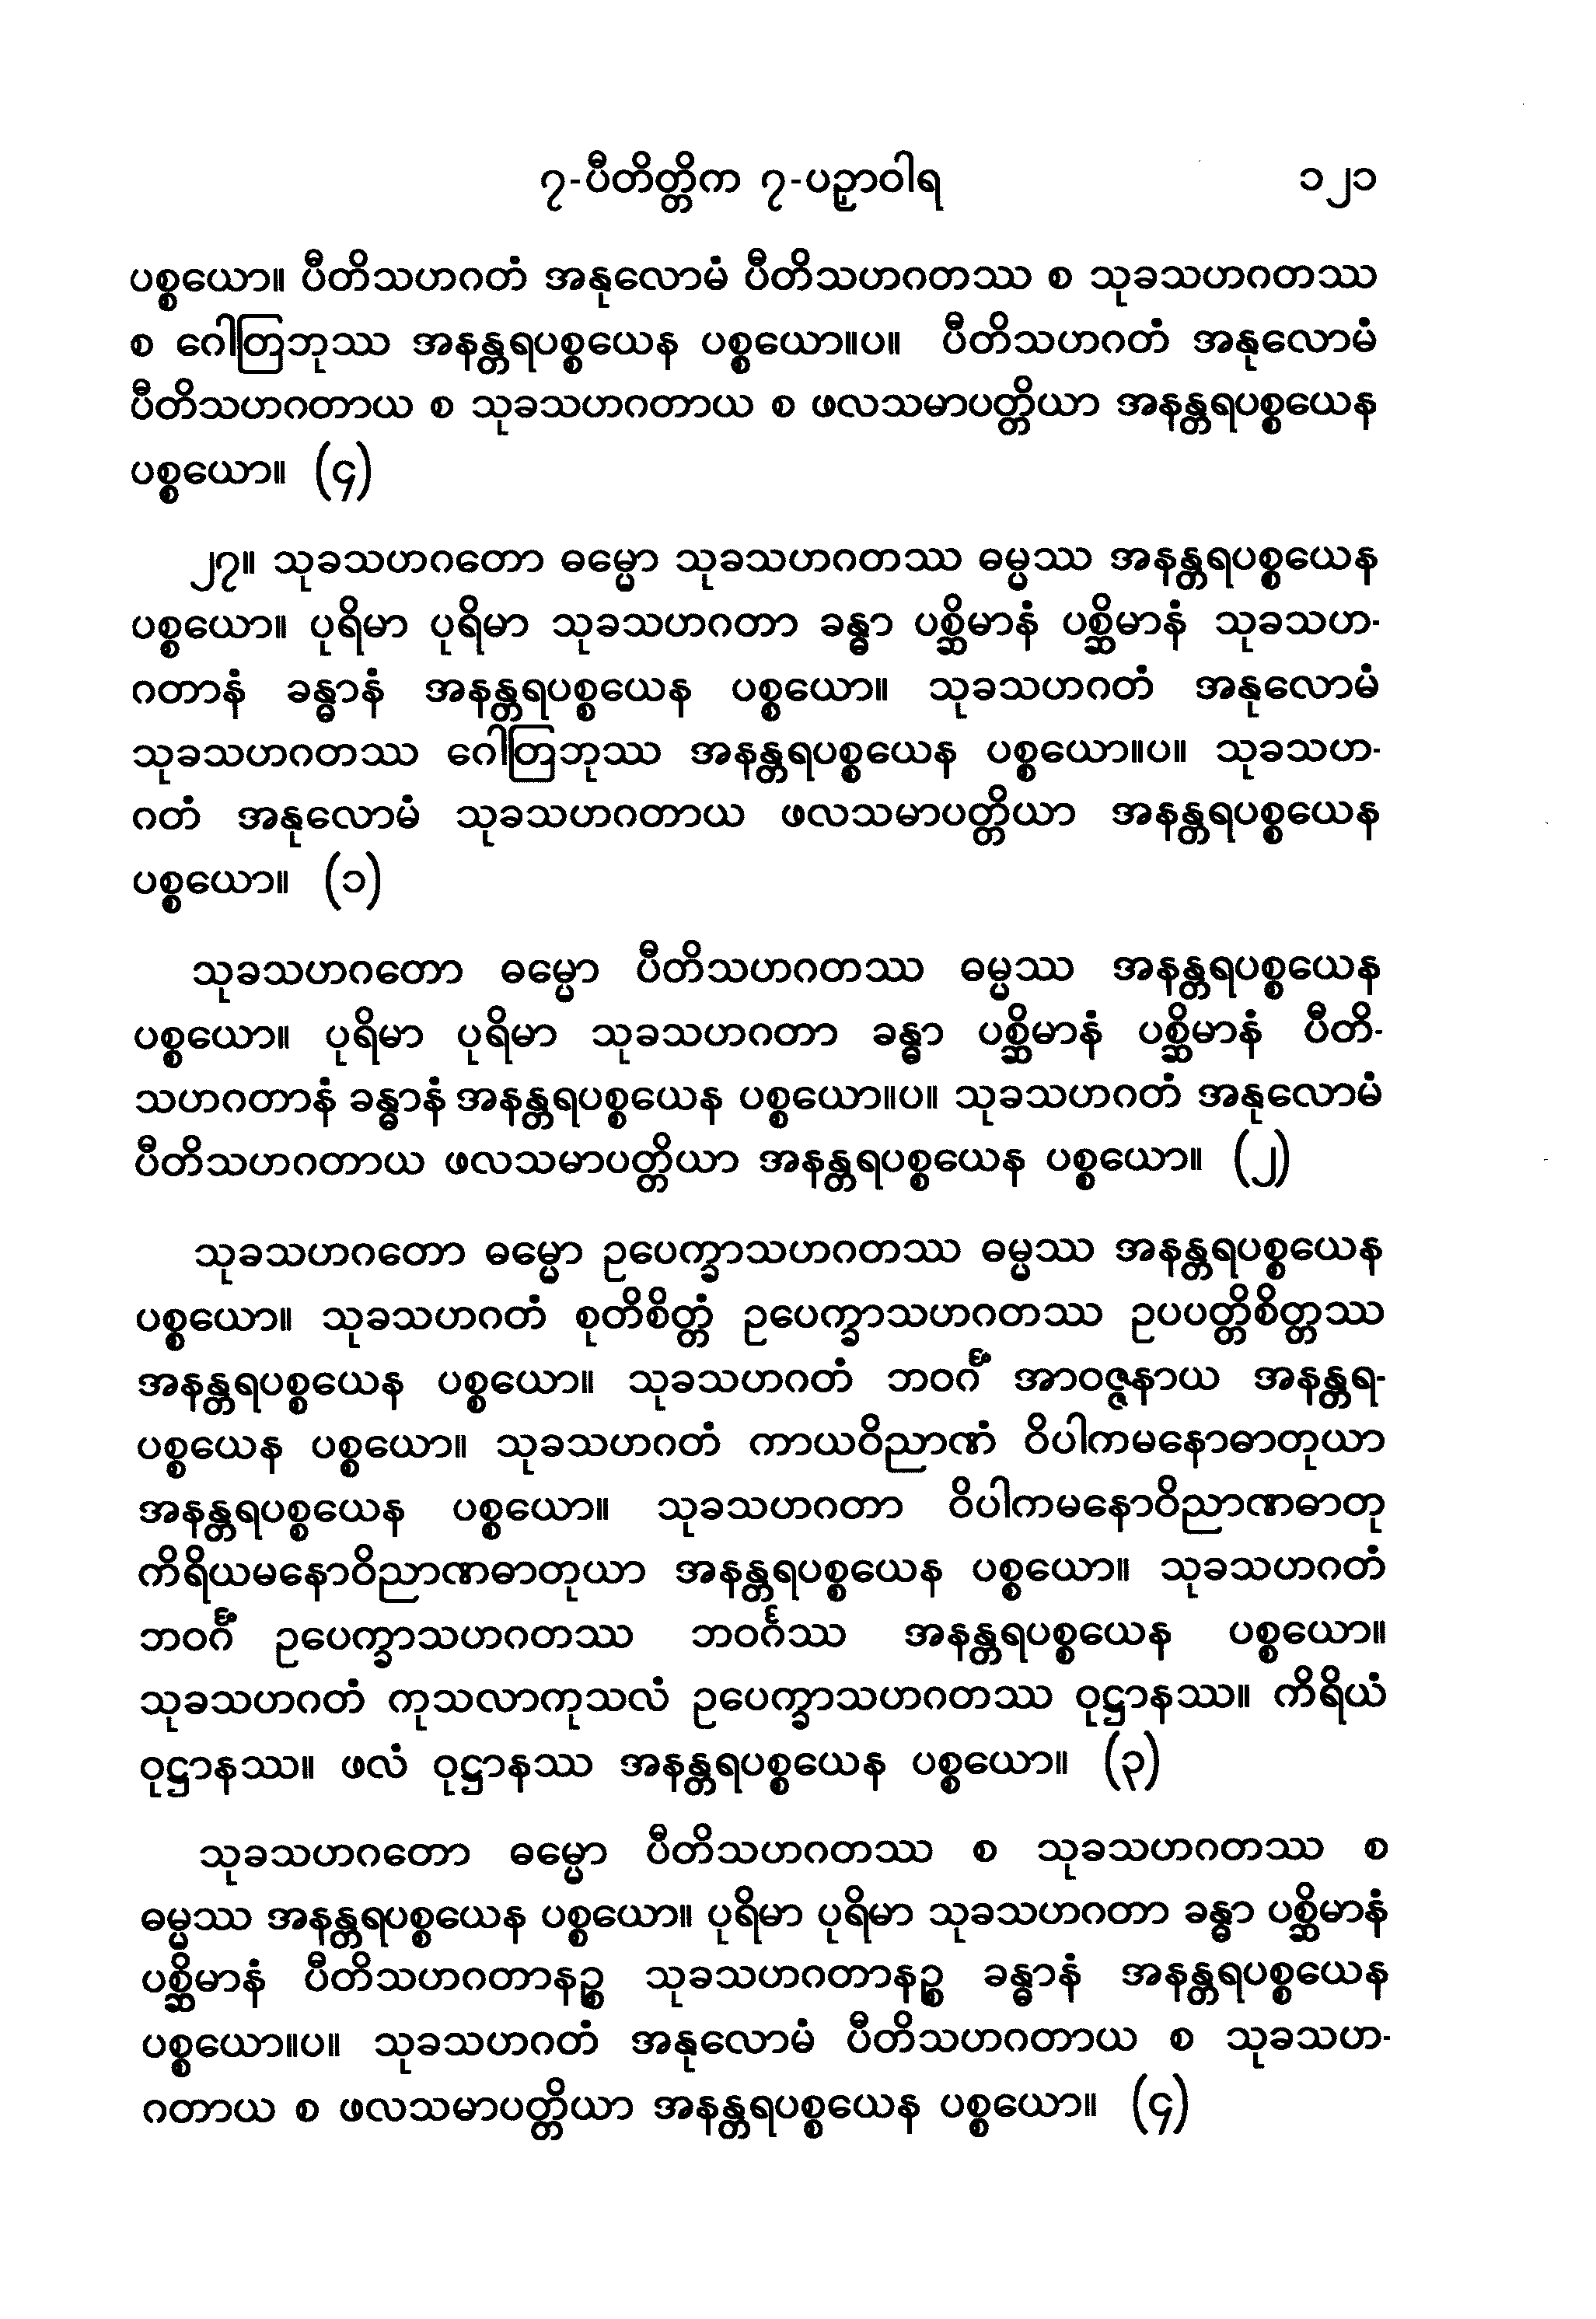 ၇-ပီတိတ္တိက ၇-ပဉှာဝါရ ၁၂၁
ပစ္စယော။ ပီတိသဟဂတံ အနုလောမံ ပီတိသဟဂတဿ စ သုခသဟဂတဿ
စ ဂေါတြဘုဿ အနန္တရပစ္စယေန ပစ္စယော။ပ။ ပီတိသဟဂတံ အနုလောမံ
ပီတိသဟဂတာယ စ သုခသဟဂတာယ စ ဖလသမာပတ္တိယာ အနန္တရပစ္စယေန
ပစ္စယော။ (၄)
၂၇။ သုခသဟဂတော ဓမ္မော သုခသဟဂတဿ ဓမ္မဿ အနန္တရပစ္စယေန
ပစ္စယော။ ပုရိမာ ပုရိမာ သုခသဟဂတာ ခန္ဓာ ပစ္ဆိမာနံ ပစ္ဆိမာနံ သုခသဟ-
ဂတာနံ ခန္ဓာနံ အနန္တရပစ္စယေန ပစ္စယော။ သုခသဟဂတံ အနုလောမံ
သုခသဟဂတဿ ဂေါတြဘုဿ အနန္တရပစ္စယေန ပစ္စယော။ပ။ သုခသဟ-
ဂတံ အနုလောမံ သုခသဟဂတာယ ဖလသမာပတ္တိယာ အနန္တရပစ္စယေန
ပစ္စယော။ (၁)
သုခသဟဂတော ဓမ္မော ပီတိသဟဂတဿ ဓမ္မဿ အနန္တရပစ္စယေန
ပစ္စယော။ ပုရိမာ ပုရိမာ သုခသဟဂတာ ခန္ဓာ ပစ္ဆိမာနံ ပစ္ဆိမာနံ ပီတိ-
သဟဂတာနံ ခန္ဓာနံ အနန္တရပစ္စယေန ပစ္စယော။ပ။ သုခသဟဂတံ အနုလောမံ
ပီတိသဟဂတာယ ဖလသမာပတ္တိယာ အနန္တရပစ္စယေန ပစ္စယော။ (၂)
သုခသဟဂတော ဓမ္မော ဥပေက္ခာသဟဂတဿ ဓမ္မဿ အနန္တရပစ္စယေန
ပစ္စယော။ သုခသဟဂတံ စုတိစိတ္တံ ဥပေက္ခာသဟဂတဿ ဥပပတ္တိစိတ္တဿ
အနန္တရပစ္စယေန ပစ္စယော။ သုခသဟဂတံ ဘဝင်္ဂံ အာဝဇ္ဇနာယ အနန္တရ-
ပစ္စယေန ပစ္စယော။ သုခသဟဂတံ ကာယဝိညာဏံ ဝိပါကမနောဓာတုယာ
အနန္တရပစ္စယေန ပစ္စယော။ သုခသဟဂတာ ဝိပါကမနောဝိညာဏဓာတု
ကိရိယမနောဝိညာဏဓာတုယာ အနန္တရပစ္စယေန ပစ္စယော။ သုခသဟဂတံ
ဘဝင်္ဂံ ဥပေက္ခာသဟဂတဿ ဘဝင်္ဂဿ အနန္တရပစ္စယေန ပစ္စယော။
သုခသဟဂတံ ကုသလာကုသလံ ဥပေက္ခာသဟဂတဿ ဝုဋ္ဌာနဿ။ ကိရိယံ
ဝုဋ္ဌာနဿ။ ဖလံ ဝုဋ္ဌာနဿ အနန္တရပစ္စယေန ပစ္စယော။ (၃)
သုခသဟဂတော ဓမ္မော ပီတိသဟဂတဿ စ သုခသဟဂတဿ စ
ဓမ္မဿ အနန္တရပစ္စယေန ပစ္စယော။ ပုရိမာ ပုရိမာ သုခသဟဂတာ ခန္ဓာ ပစ္ဆိမာနံ
ပစ္ဆိမာနံ ပီတိသဟဂတာနဉ္စ သုခသဟဂတာနဉ္စ ခန္ဓာနံ အနန္တရပစ္စယေန
ပစ္စယော။ပ။ သုခသဟဂတံ အနုလောမံ ပီတိသဟဂတာယ စ သုခသဟ-
ဂတာယ စ ဖလသမာပတ္တိယာ အနန္တရပစ္စယေန ပစ္စယော။ (၄)